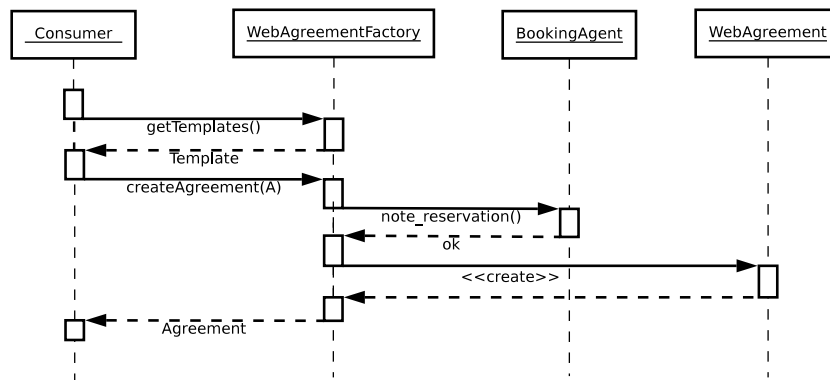 Consumer
WebAgreementFactory
BookingAgent
WebAgreement
getTemplates()
Template
createAgreement(A)
note_reservation()
ok
<<create>>
Agreement